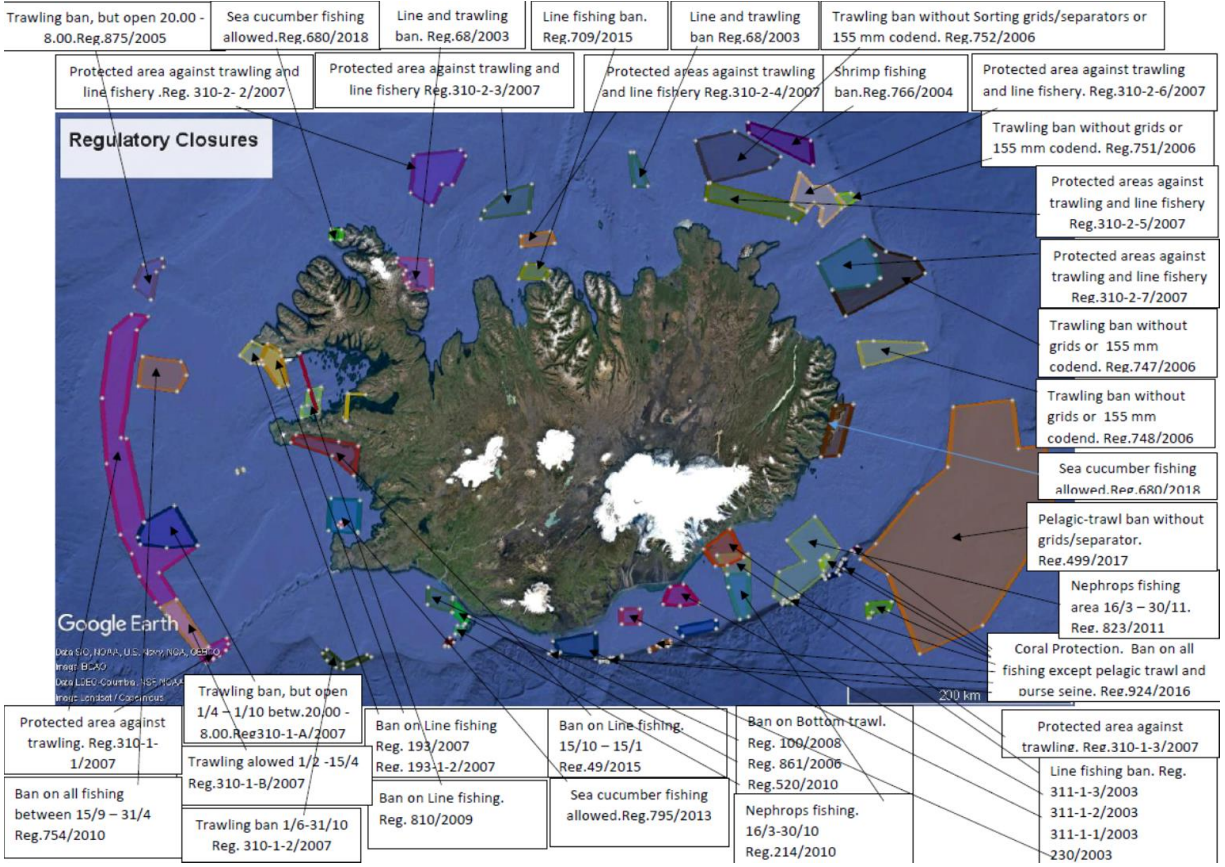 Trawling ban, but open 20.00 -
8.00.Reg.875/2005
Sea cucumber fishing
allowed.Reg.680/2018
Line and trawling
ban. Reg.68/2003
Line fishing ban.
Reg.709/2015
Line and trawling
ban Reg.68/2003
Trawling ban without Sorting grids/separators or
155 mm codend. Reg.752/2006
Protected area against trawling and
line fishery .Reg. 310-2- 2/2007
Protected area against trawling and
line fishery Reg.310-2-3/2007
Protected areas against trawling
and line fishery Reg.310-2-4/2007
Shrimp fishing
ban.Reg.766/2004
Protected area against trawling
and line fishery. Reg.310-2-6/2007
Regulatory Closures
Trawling ban without grids or
155 mm codend. Reg.751/2006
Protected areas against
trawling and line fishery
Reg.310-2-5/2007
Protected areas against
trawling and line fishery
Reg.310-2-7/2007
Trawling ban without
grids or 155 mm
codend. Reg.747/2006
Trawling ban without
grids or 155 mm
codend. Reg.748/2006
Sea cucumber fishing
allowed.Reg.680/2018
Pelagic-trawl ban without
grids/separator.
Reg.499/2017
Nephrops fishing
area 16/3 – 30/11.
Reg. 823/2011
Coral Protection. Ban on all
fishing except pelagic trawl and
purse seine. Reg.924/2016
Google Earth
Data SIO, NOAA, U.S. Navy, NGA, GEBCO
Image IBCAO
Data LDEO-Columbia, NSF, NOAA
Image Landsat / Copernicus
200 km
Protected area against
trawling. Reg.310-1-
1/2007
Trawling ban, but open
1/4 – 1/10 betw.20.00 -
8.00.Reg310-1-A/2007
Trawling alowed 1/2 -15/4
Reg.310-1-B/2007
Ban on all fishing
between 15/9 – 31/4
Reg.754/2010
Trawling ban 1/6-31/10
Reg. 310-1-2/2007
Ban on Line fishing
Reg. 193/2007
Reg. 193-1-2/2007
Ban on Line fishing.
Reg. 810/2009
Ban on Line fishing.
15/10 – 15/1
Reg.49/2015
Sea cucumber fishing
allowed.Reg.795/2013
Ban on Bottom trawl.
Reg. 100/2008
Reg. 861/2006
Reg.520/2010
Nephrops fishing.
16/3-30/10
Reg.214/2010
Protected area against
trawling. Reg.310-1-3/2007
Line fishing ban. Reg.
311-1-3/2003
311-1-2/2003
311-1-1/2003
230/2003